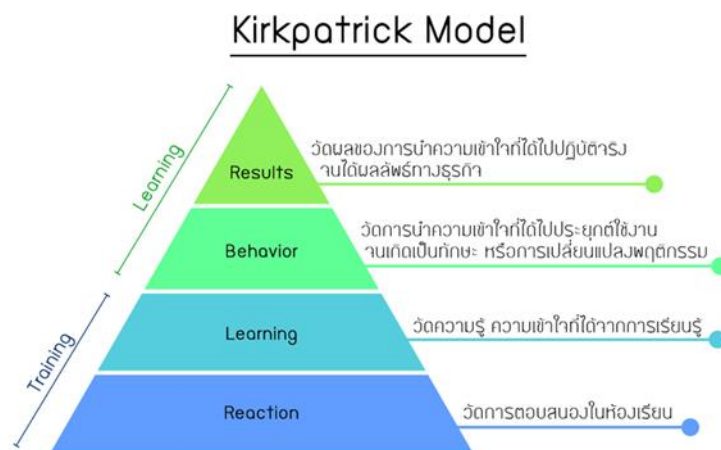 Kirkpatrick Model
Learning
Results
วัดผลของการนำความเข้าใจที่ได้ไปปฏิบัติจริง
จนได้ผลลัพธ์ทางธุรกิจ
Behavior
วัดการนำความเข้าใจที่ได้ไปประยุกต์ใช้งาน
จนเกิดเป็นทักษะ หรือการเปลี่ยนแปลงพฤติกรรม
Training
Learning
วัดความรู้ ความเข้าใจที่ได้จากการเรียนรู้
Reaction
วัดการตอบสนองในห้องเรียน